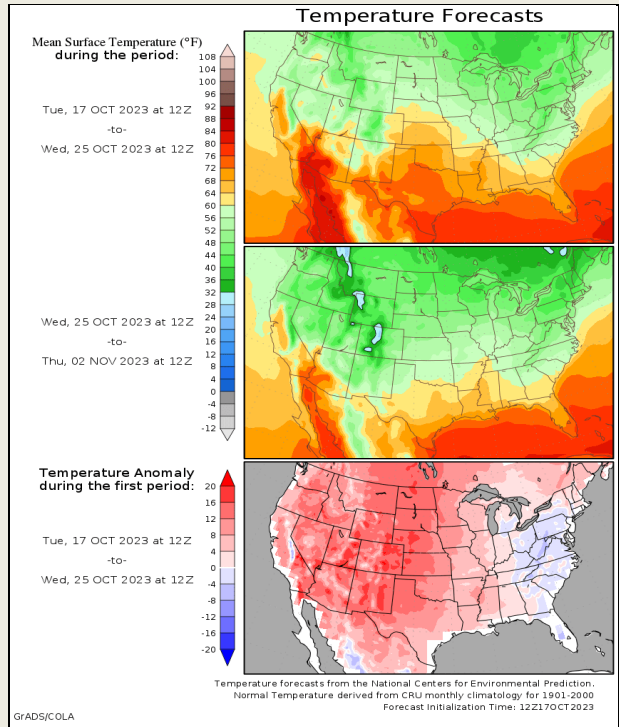 Temperature Forecasts
Mean Surface Temperature (°F)
during the period:
Tue, 17 OCT 2023 at 12Z
-to-
Wed, 25 OCT 2023 at 12Z
108
104
100
96
92
88
84
80
76
72
68
64
60
56
52
48
44
40
36
32
28
24
20
16
12
8
4
0
-4
-8
-12
Wed, 25 OCT 2023 at 12Z
-to-
Thu, 02 NOV 2023 at 12Z
Temperature Anomaly
during the first period:
Tue, 17 OCT 2023 at 12Z
-to-
Wed, 25 OCT 2023 at 12Z
20
16
12
8
4
0
-4
-8
-12
-16
-20
Temperature forecasts from the National Centers for Environmental Prediction.
Normal Temperature derived from CRU monthly climatology for 1901-2000
Forecast Initialization Time: 12Z17OCT2023
GrADS/COLA